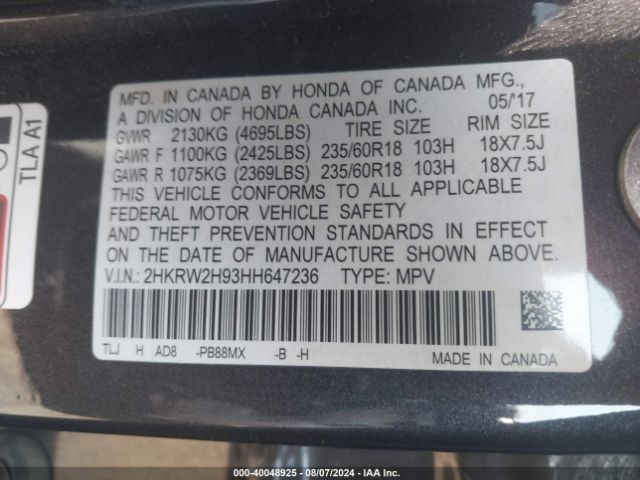 MFD. IN CANADA BY HONDA OF CANADA MFG.,
A DIVISION OF HONDA CANADA INC. 05/'17
GVWR 2130KG (4695LBS) TIRE SIZE RIM SIZE
GAWR F 1100KG (2425LBS) 235/60R18 103H 18X7.5J
GAWR R 1075KG (2369LBS) 235/60R18 103H 18X7.5J
THIS VEHICLE CONFORMS TO ALL APPLICABLE
FEDERAL MOTOR VEHICLE SAFETY
AND THEFT PREVENTION STANDARDS IN EFFECT
ON THE DATE OF MANUFACTURE SHOWN ABOVE.
V.I.N.: 2HKRW2H93HH647236 TYPE: MPV
TLJ H AD8 -PB88MX -B -H
MADE IN CANADA
TLA A1
000-40048925 - 08/07/2024 - IAA Inc.